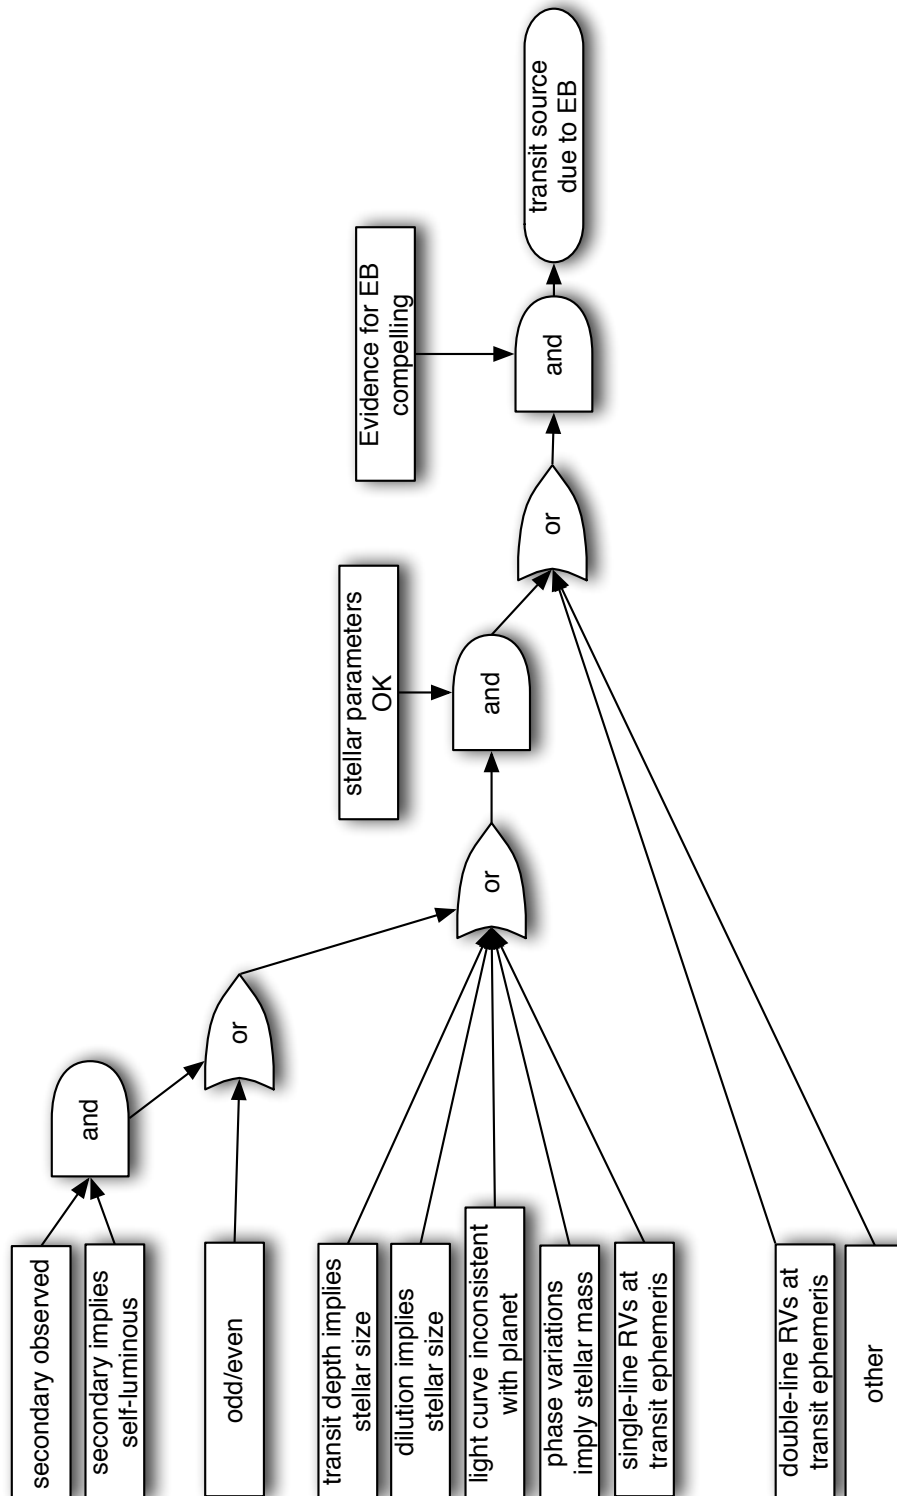 secondary observed
secondary implies
self-luminous
and
odd/even
or
transit depth implies
stellar size
dilution implies
stellar size
light curve inconsistent
with planet
phase variations
imply stellar mass
single-line RVs at
transit ephemeris
or
stellar parameters
OK
and
double-line RVs at
transit ephemeris
other
or
Evidence for EB
compelling
and
transit source
due to EB